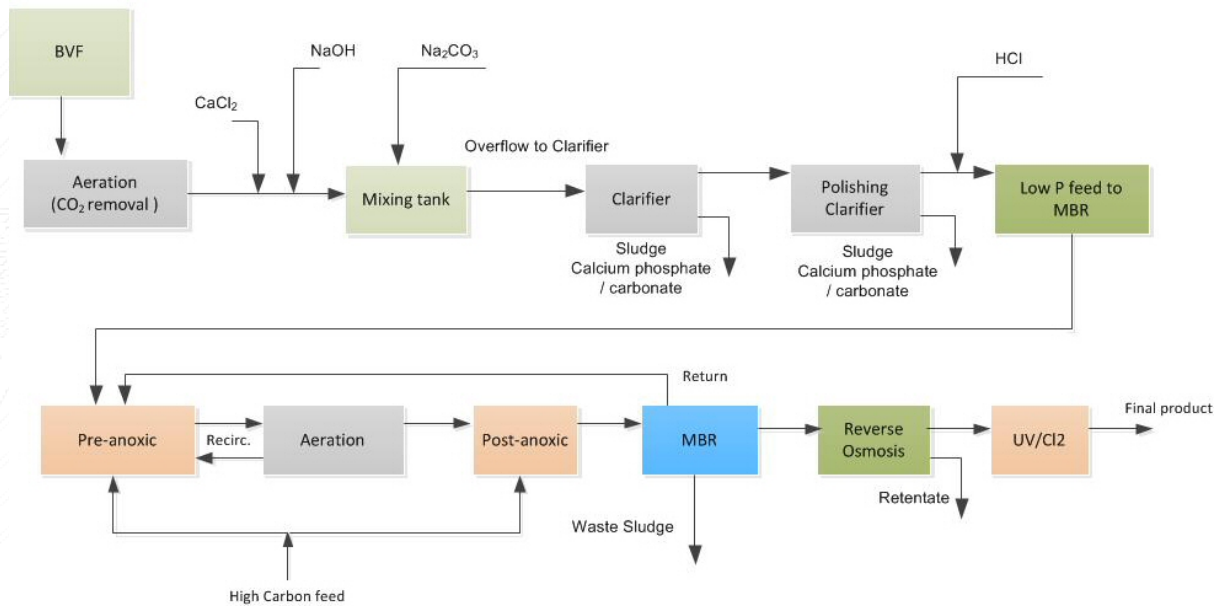 BVF
NaOH
Na₂CO₃
HCl
CaCl₂
Overflow to Clarifier
Aeration
(CO₂ removal )
Mixing tank
Clarifier
Polishing
Clarifier
Low P feed to
MBR
Sludge
Calcium phosphate
/ carbonate
Sludge
Calcium phosphate
/ carbonate
Return
Final product
Pre-anoxic
Recirc.
Aeration
Post-anoxic
MBR
Reverse
Osmosis
UV/Cl2
Retentate
Waste Sludge
High Carbon feed